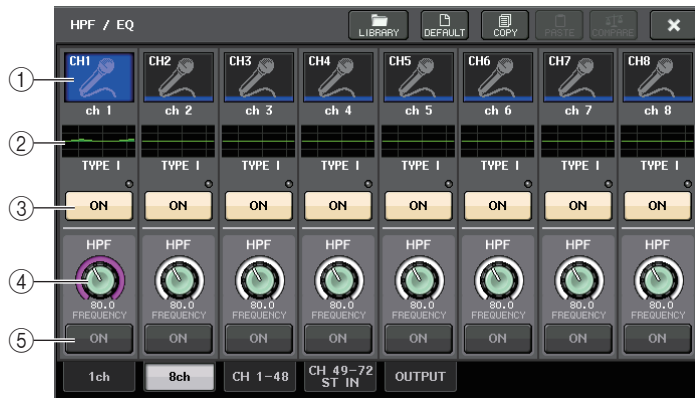 HPF / EQ
LIBRARY DEFAULT COPY PASTE COMPARE
CH1 CH2 CH3 CH4 CH5 CH6 CH7 CH8
1
ch 1 ch 2 ch 3 ch 4 ch 5 ch 6 ch 7 ch 8
2
TYPE I TYPE I TYPE I TYPE I TYPE I TYPE I TYPE I TYPE I
3 ON ON ON ON ON ON ON ON
HPF HPF HPF HPF HPF HPF HPF HPF
4
80.0 80.0 80.0 80.0 80.0 80.0 80.0 80.0
FREQUENCY FREQUENCY FREQUENCY FREQUENCY FREQUENCY FREQUENCY FREQUENCY FREQUENCY
5 ON ON ON ON ON ON ON ON
1ch 8ch CH 1-48 CH 49-72 OUTPUT
ST IN